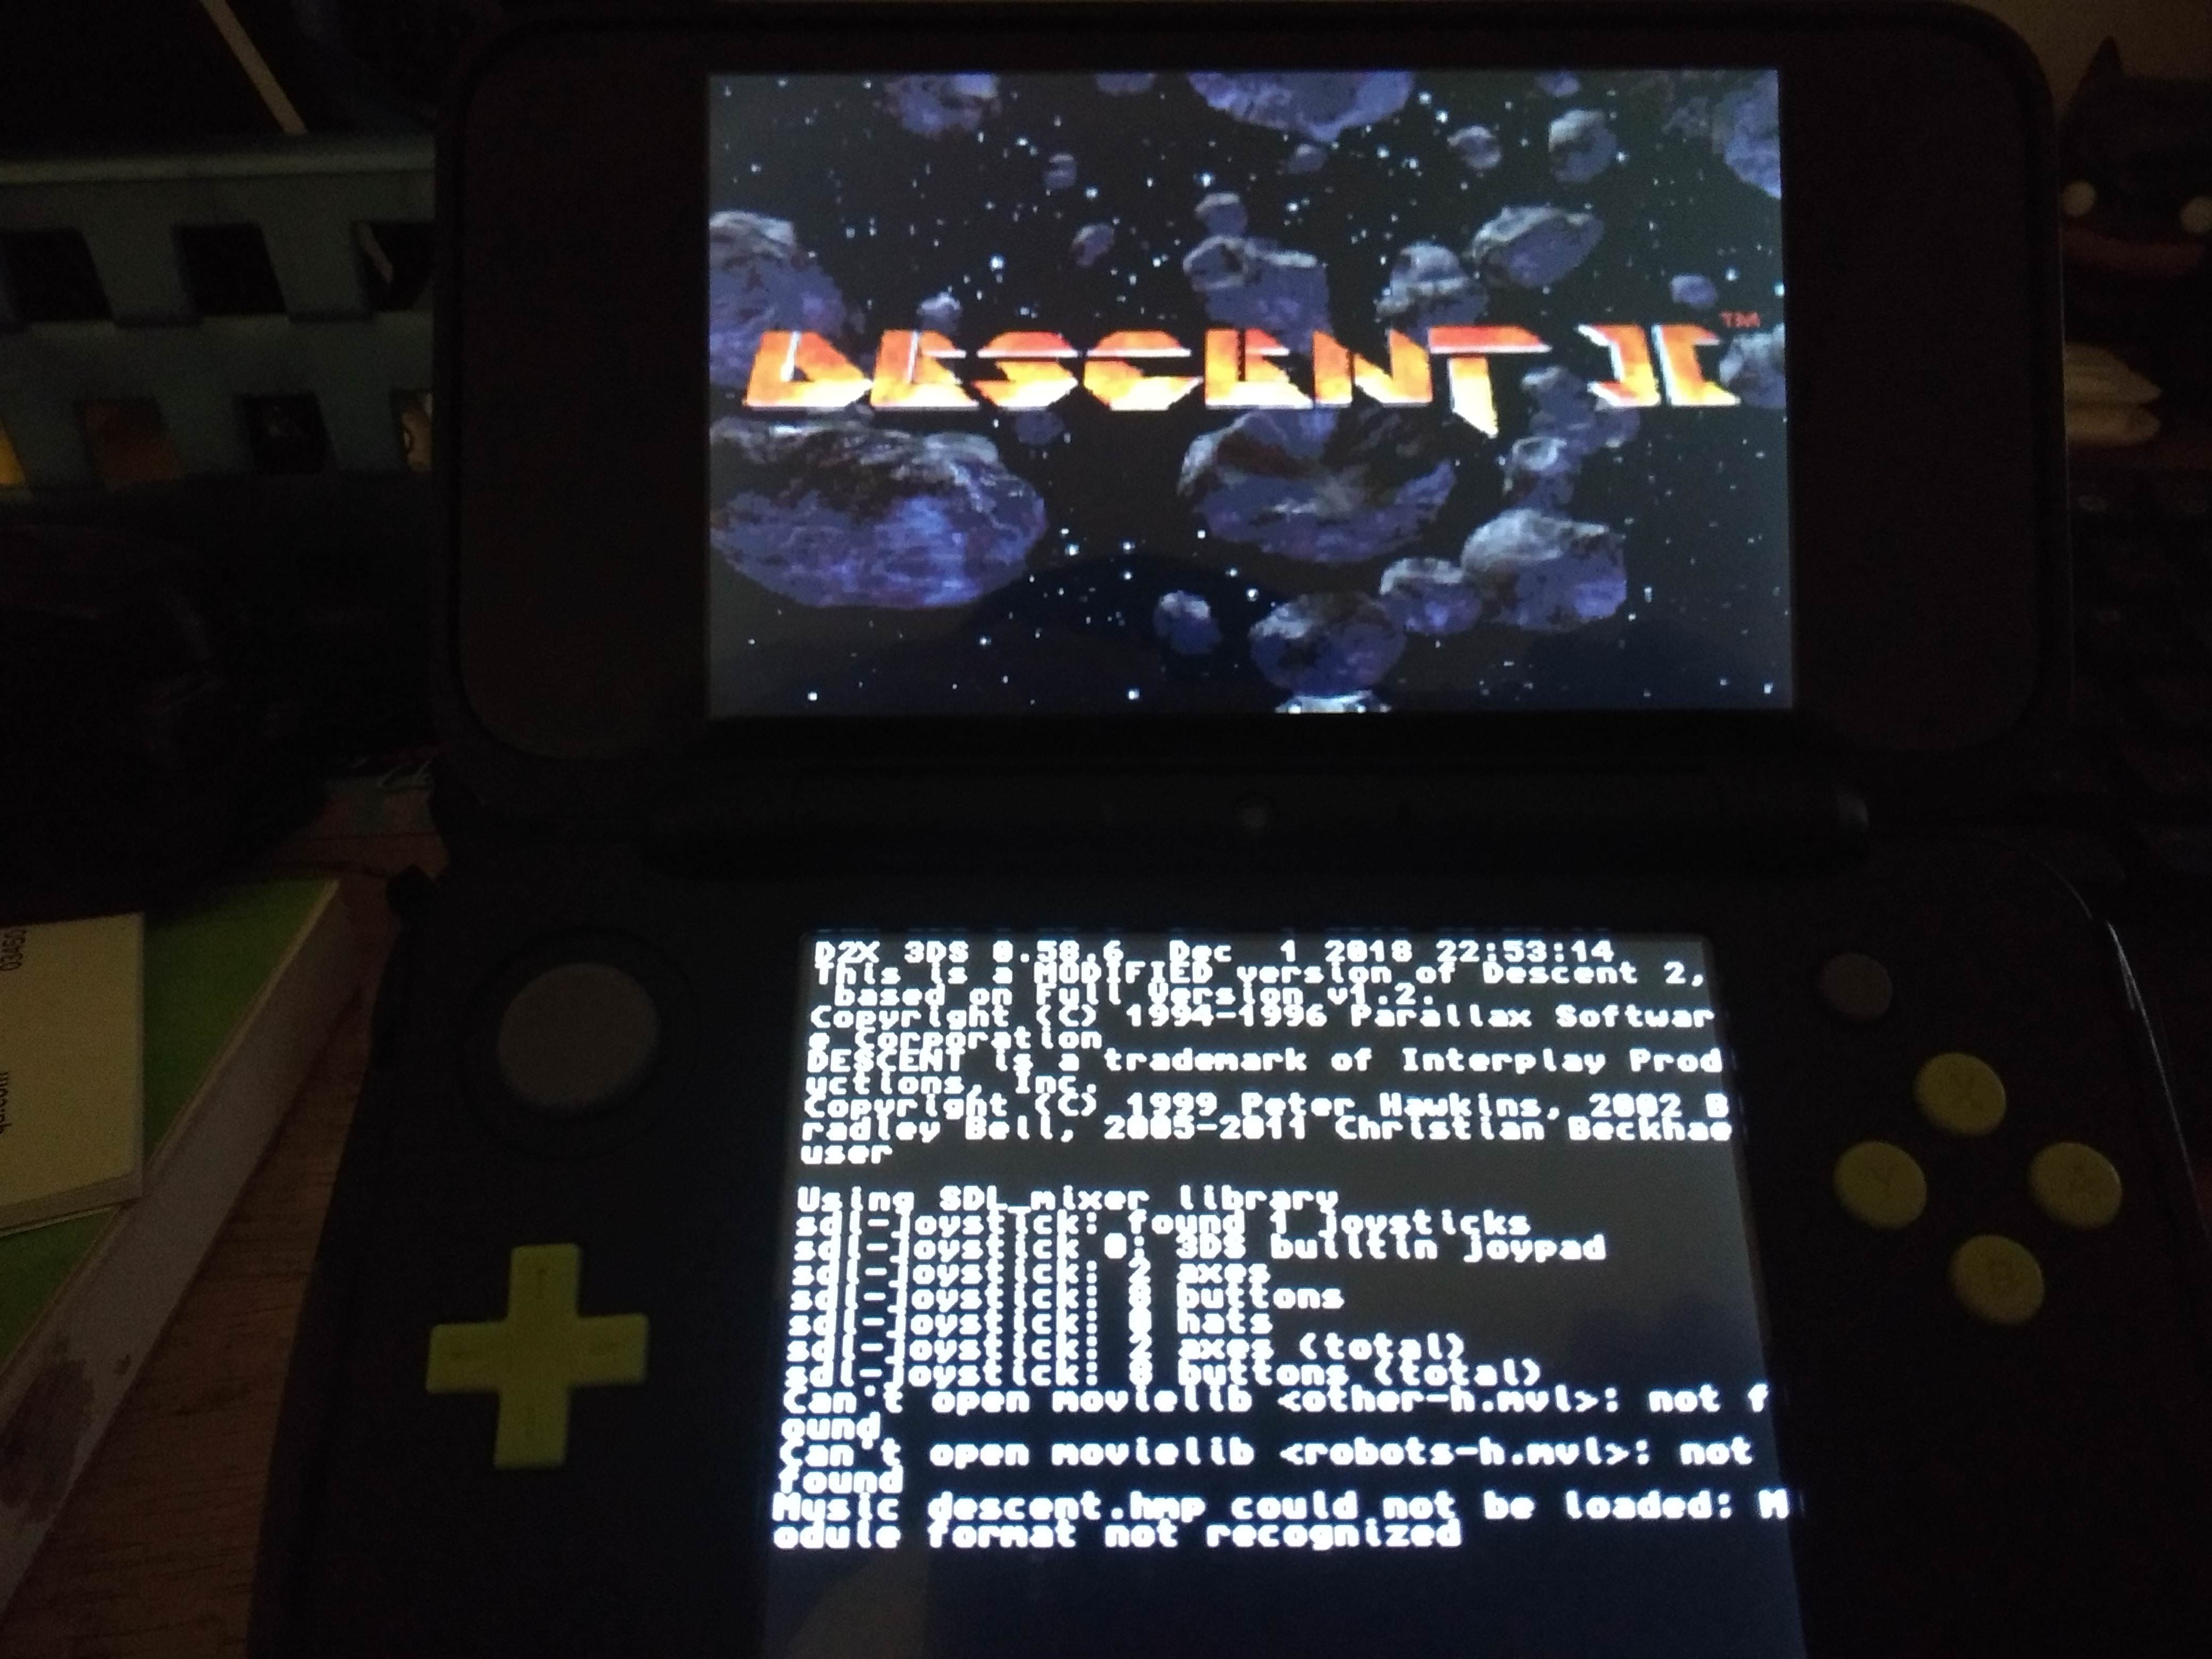 DESCENT II™
D2X 3DS 0.58.6  Dec  1 2018 22:53:14
This is a MODIFIED version of Descent 2,
 based on Full Version v1.2.
Copyright (C) 1994-1996 Parallax Softwar
e Corporation
DESCENT is a trademark of Interplay Prod
uctions, Inc.
Copyright (C) 1999 Peter Hawkins, 2002 B
radley Bell, 2005-2011 Christian Beckhae
user
Using SDL_mixer library
sdl-joystick: found 1 joysticks
sdl-joystick 0: 3DS builtin joypad
sdl-joystick: 2 axes
sdl-joystick: 8 buttons
sdl-joystick: 0 hats
sdl-joystick: 2 axes (total)
sdl-joystick: 8 buttons (total)
Can't open movielib <other-h.mvl>: not f
ound
Can't open movielib <robots-h.mvl>: not
found
Music descent.hmp could not be loaded: M
odule format not recognized
03450
X
Y
A
B